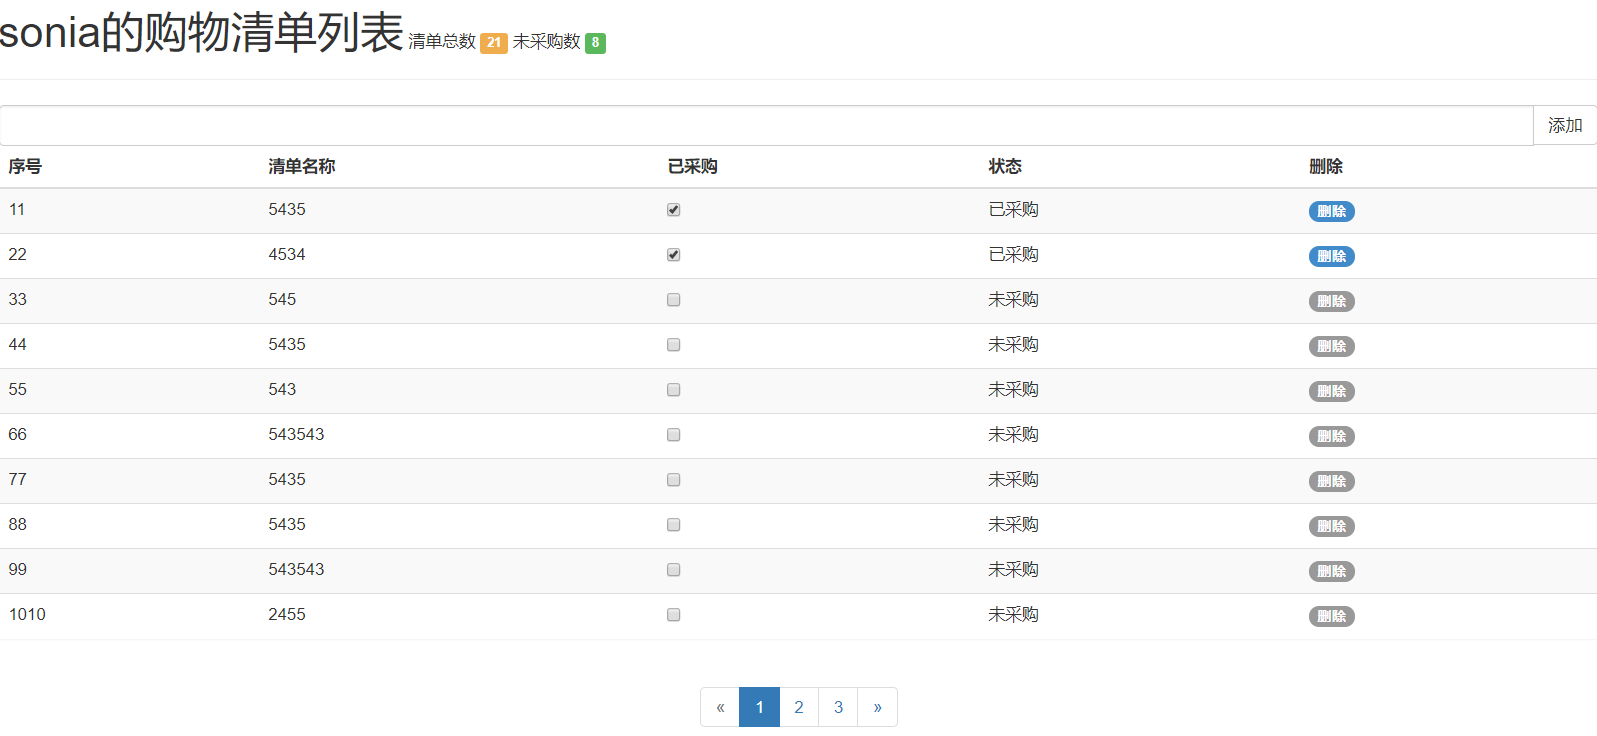 sonia的购物清单列表 清单总数 21 未采购数 8
添加
序号 清单名称 已采购 状态 删除
11 5435 已采购 删除
22 4534 已采购 删除
33 545 未采购 删除
44 5435 未采购 删除
55 543 未采购 删除
66 543543 未采购 删除
77 5435 未采购 删除
88 5435 未采购 删除
99 543543 未采购 删除
1010 2455 未采购 删除
« 1 2 3 »